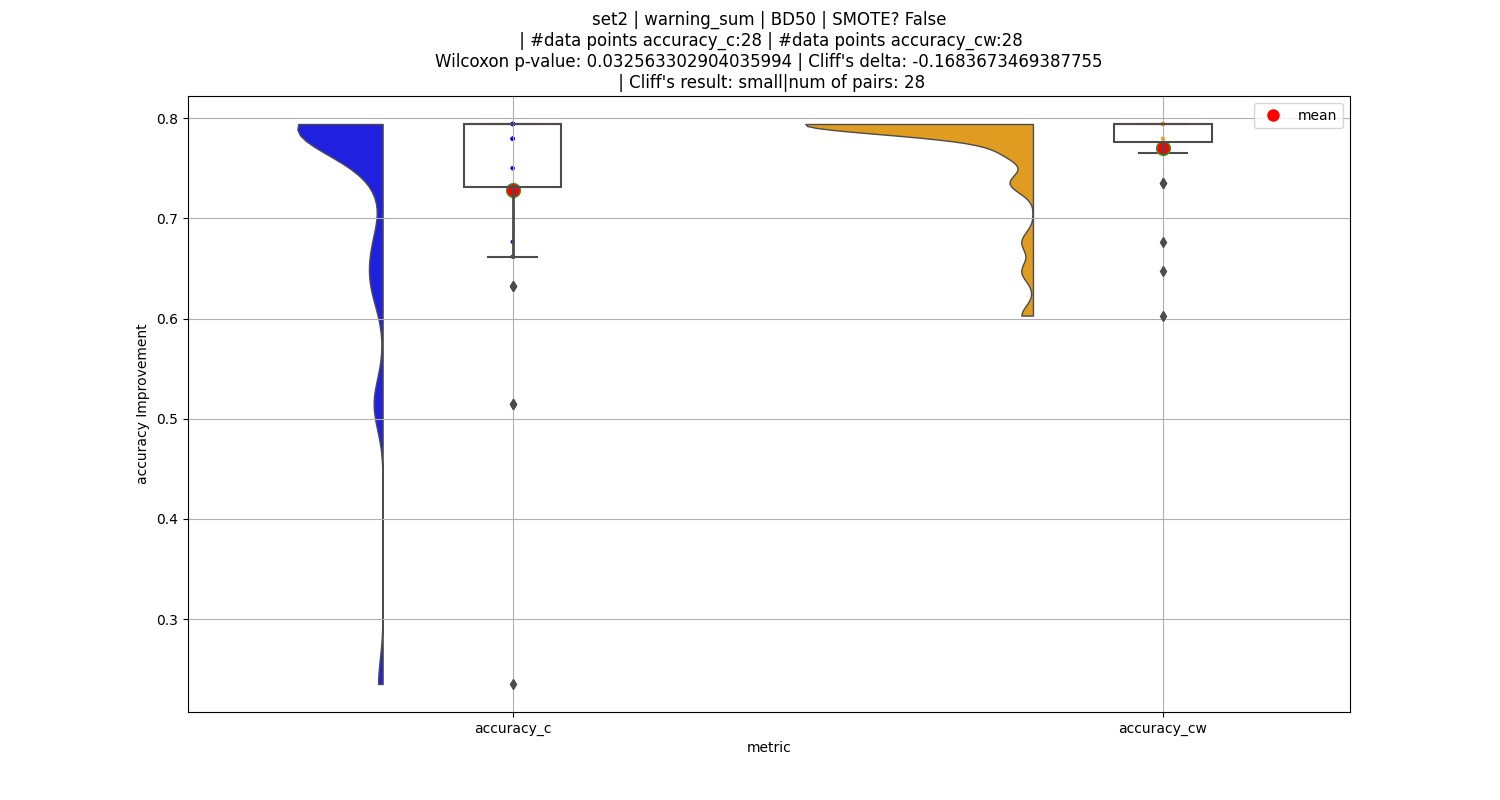 set2 | warning_sum | BD50 | SMOTE? False
| #data points accuracy_c:28 | #data points accuracy_cw:28
Wilcoxon p-value: 0.032563302904035994 | Cliff's delta: -0.1683673469387755
| Cliff's result: small|num of pairs: 28
mean
0.8
0.7
0.6
0.5
0.4
0.3
accuracy Improvement
accuracy_c
accuracy_cw
metric